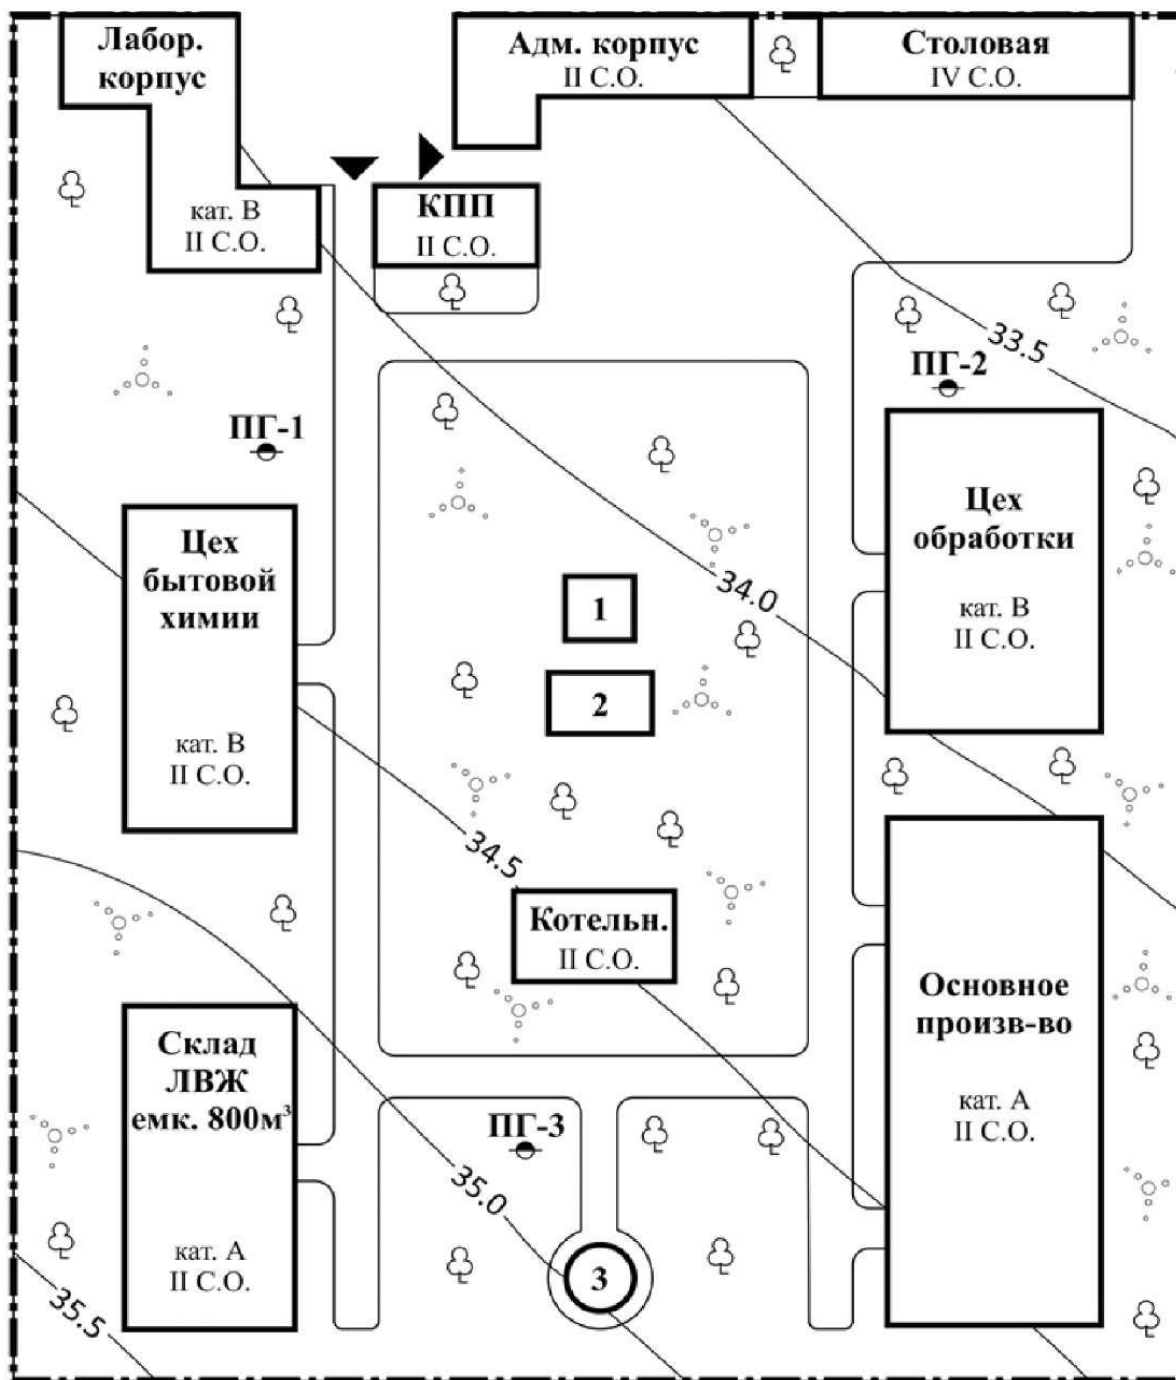 Лабор.
корпус
кат. В
II С.О.
Адм. корпус
II С.О.
Столовая
IV С.О.
КПП
II С.О.
33.5
ПГ-2
ПГ-1
Цех
бытовой
химии
кат. В
II С.О.
Цех
обработки
кат. В
II С.О.
34.0
1
2
34.5
Котельн.
II С.О.
Основное
произв-во
кат. А
II С.О.
Склад
ЛВЖ
емк. 800м³
кат. А
II С.О.
ПГ-3
35.0
3
35.5